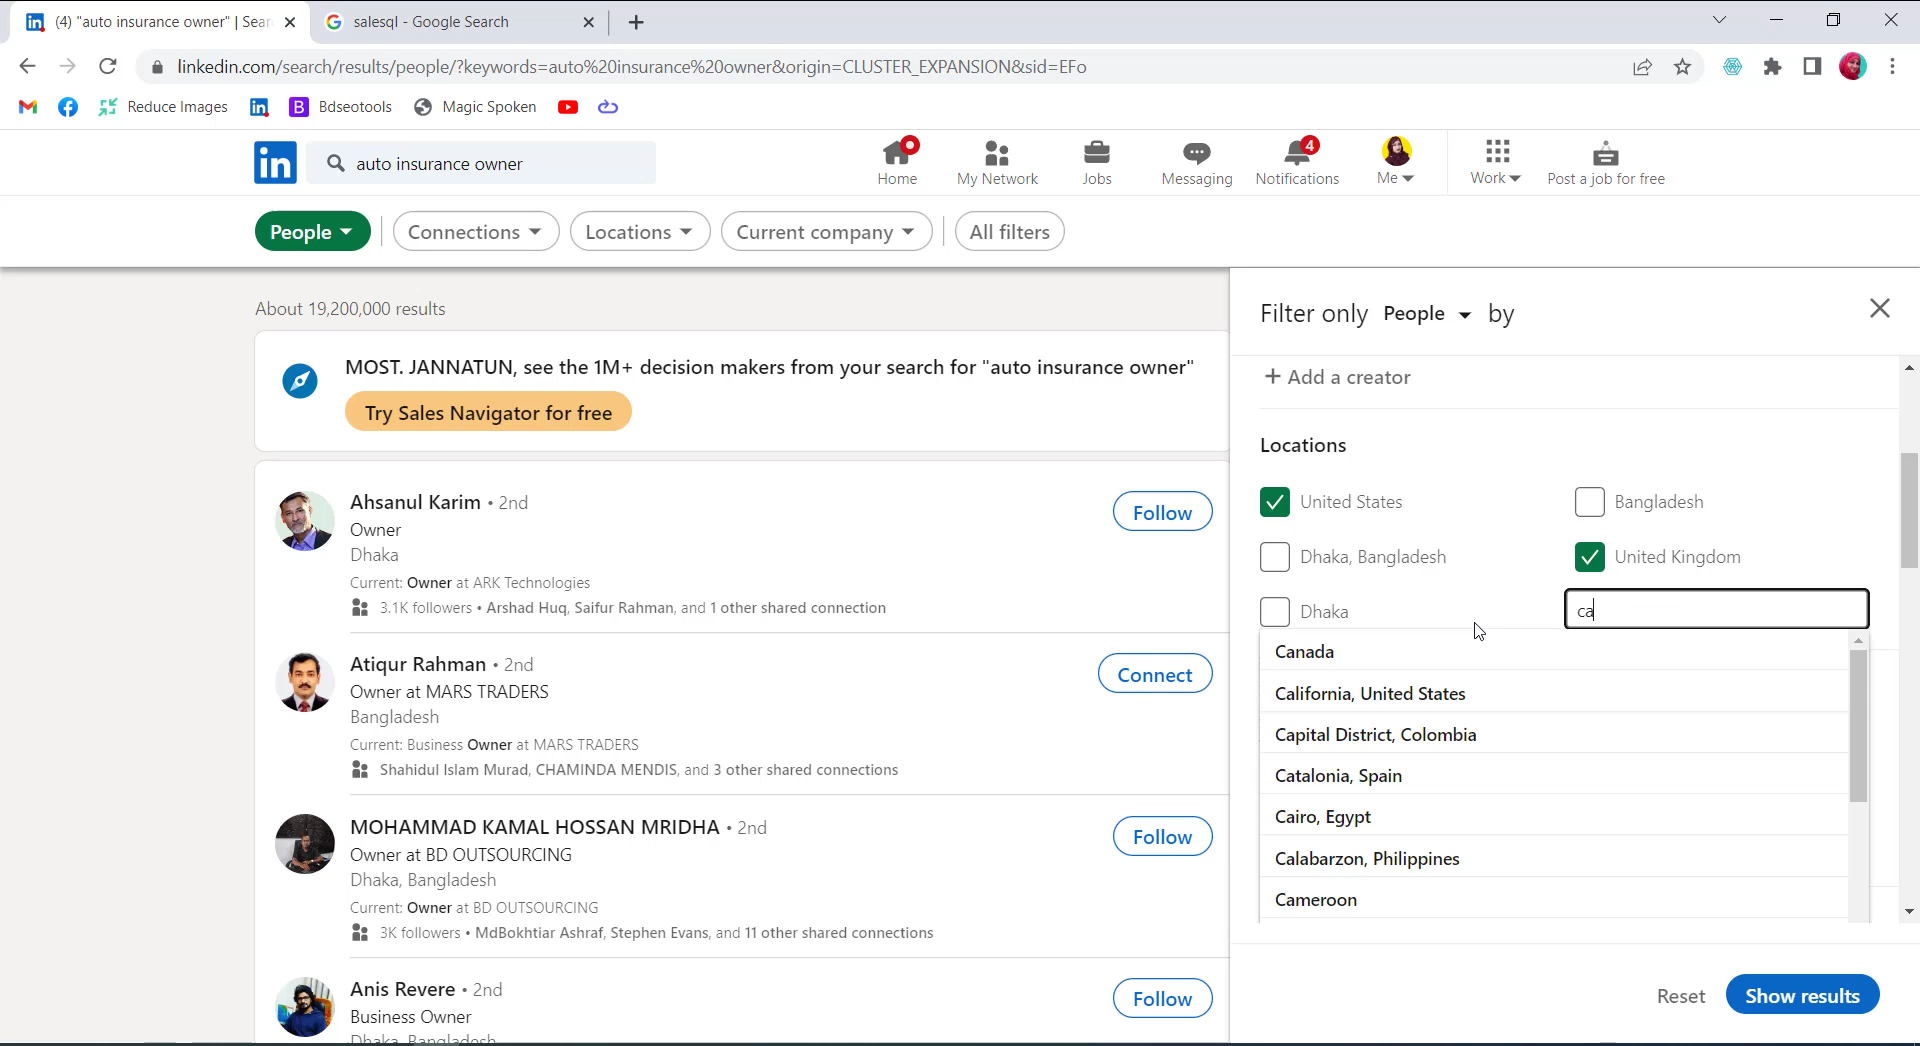 (4) "auto insurance owner" | Sear
salesql - Google Search
linkedin.com/search/results/people/?keywords=auto%20insurance%20owner&origin=CLUSTER_EXPANSION&sid=EFo
Reduce Images
in
B Bdseotools
Magic Spoken
in
auto insurance owner
Home
My Network
Jobs
Messaging
4
Notifications
Me
Work
Post a job for free
People
Connections
Locations
Current company
All filters
About 19,200,000 results
MOST. JANNATUN, see the 1M+ decision makers from your search for "auto insurance owner"
Try Sales Navigator for free
Ahsanul Karim • 2nd
Owner
Dhaka
Current: Owner at ARK Technologies
3.1K followers • Arshad Huq, Saifur Rahman, and 1 other shared connection
Follow
Atiqur Rahman • 2nd
Owner at MARS TRADERS
Bangladesh
Current: Business Owner at MARS TRADERS
Shahidul Islam Murad, CHAMINDA MENDIS, and 3 other shared connections
Connect
MOHAMMAD KAMAL HOSSAN MRIDHA • 2nd
Owner at BD OUTSOURCING
Dhaka, Bangladesh
Current: Owner at BD OUTSOURCING
3K followers • MdBokhtiar Ashraf, Stephen Evans, and 11 other shared connections
Follow
Anis Revere • 2nd
Business Owner
Dhaka, Bangladesh
Follow
Filter only People by
+ Add a creator
Locations
United States
Bangladesh
Dhaka, Bangladesh
United Kingdom
Dhaka
ca
Canada
California, United States
Capital District, Colombia
Catalonia, Spain
Cairo, Egypt
Calabarzon, Philippines
Cameroon
Reset
Show results